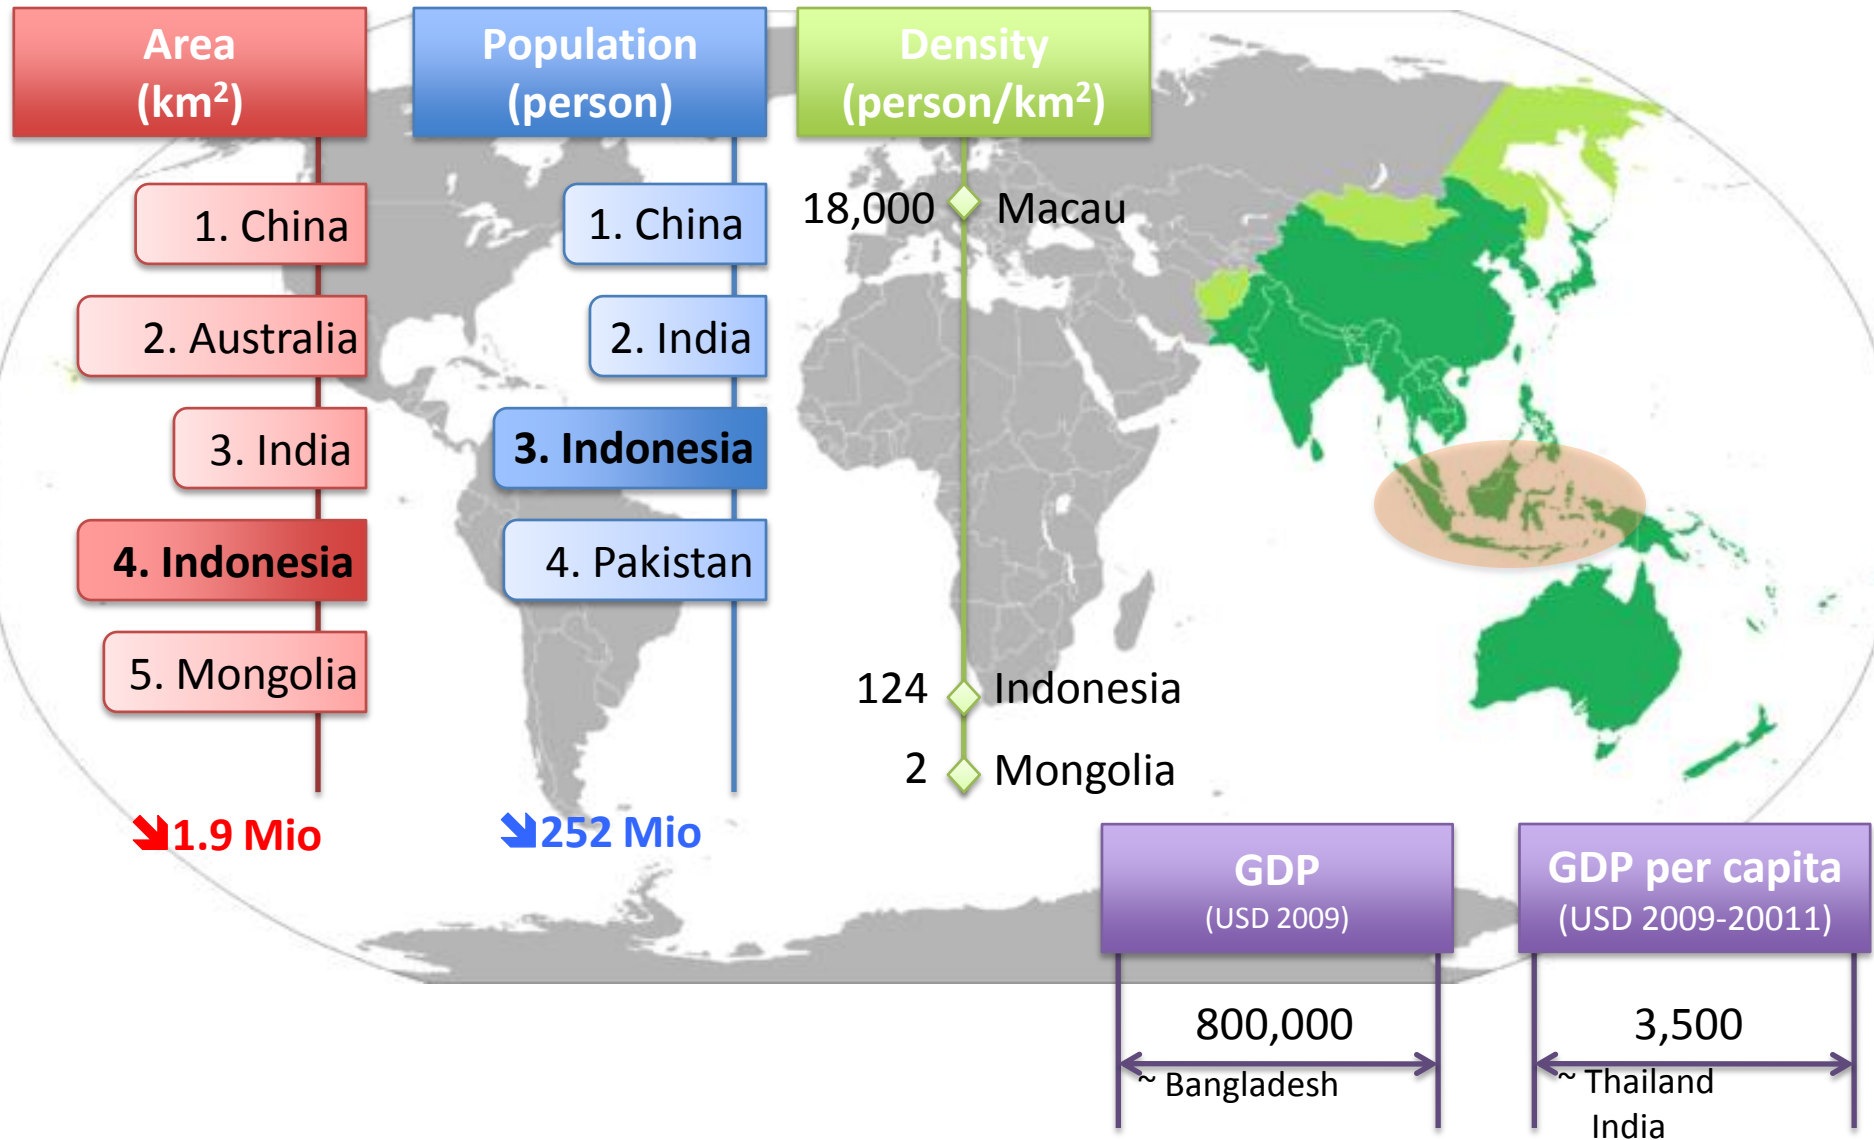 Area
(km²)
1. China
2. Australia
3. India
4. Indonesia
5. Mongolia
1.9 Mio
Population
(person)
1. China
2. India
3. Indonesia
4. Pakistan
252 Mio
Density
(person/km²)
18,000 Macau
124 Indonesia
2 Mongolia
GDP
(USD 2009)
800,000
~ Bangladesh
GDP per capita
(USD 2009-20011)
3,500
~ Thailand
India